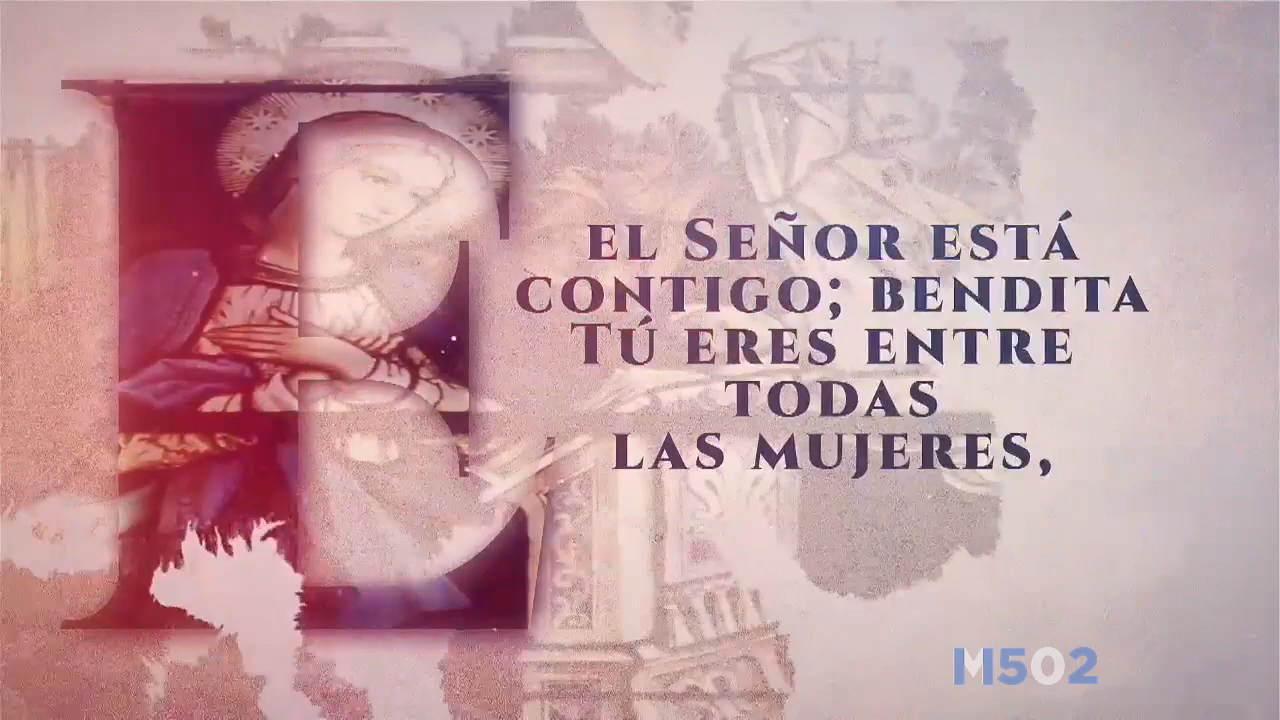 el Señor está
contigo; bendita
Tú eres entre
todas
las mujeres,
M502